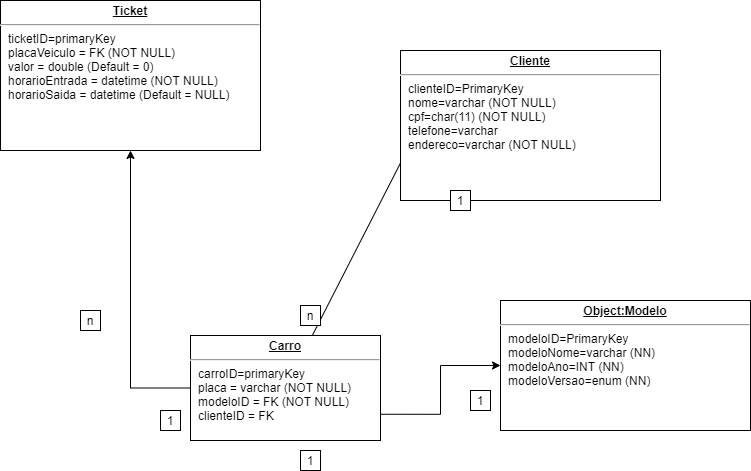 Ticket
ticketID=primaryKey
placaVeiculo = FK (NOT NULL)
valor = double (Default = 0)
horarioEntrada = datetime (NOT NULL)
horarioSaida = datetime (Default = NULL)
Cliente
clienteID=PrimaryKey
nome=varchar (NOT NULL)
cpf=char(11) (NOT NULL)
telefone=varchar
endereco=varchar (NOT NULL)
1
n
n
Object:Modelo
modeloID=PrimaryKey
modeloNome=varchar (NN)
modeloAno=INT (NN)
modeloVersao=enum (NN)
Carro
carroID=primaryKey
placa = varchar (NOT NULL)
modeloID = FK (NOT NULL)
clienteID = FK
1
1
1